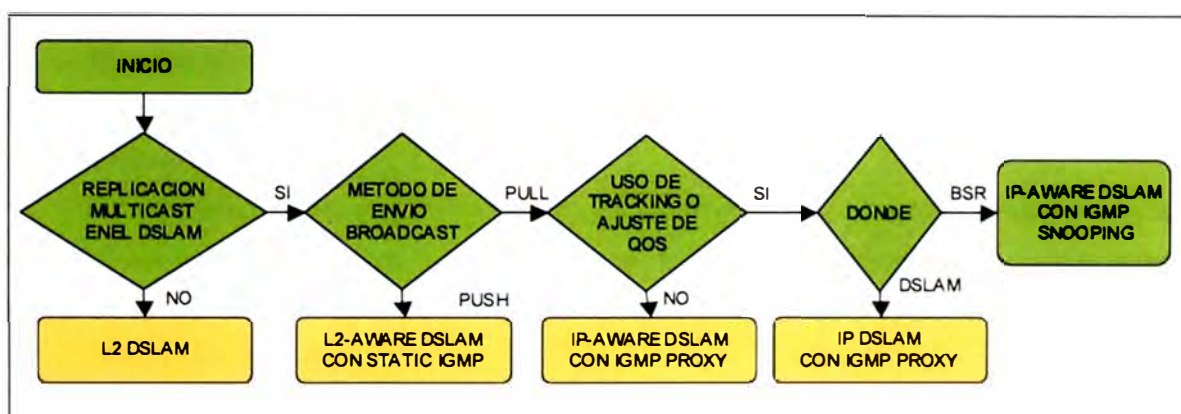 INICIO
REPLICACION
MULTICAST
ENEL DSLAM
SI
NO
L2 DSLAM
METODO DE
ENVIO
BROADCAST
PULL
PUSH
L2-AWARE DSLAM
CON STATIC IGMP
USO DE
TRACKING O
AJUSTE DE
QOS
SI
NO
IP-AWARE DSLAM
CON IGMP PROXY
DONDE
BSR
DSLAM
IP DSLAM
CON IGMP PROXY
IP-AWARE DSLAM
CON IGMP
SNOOPING